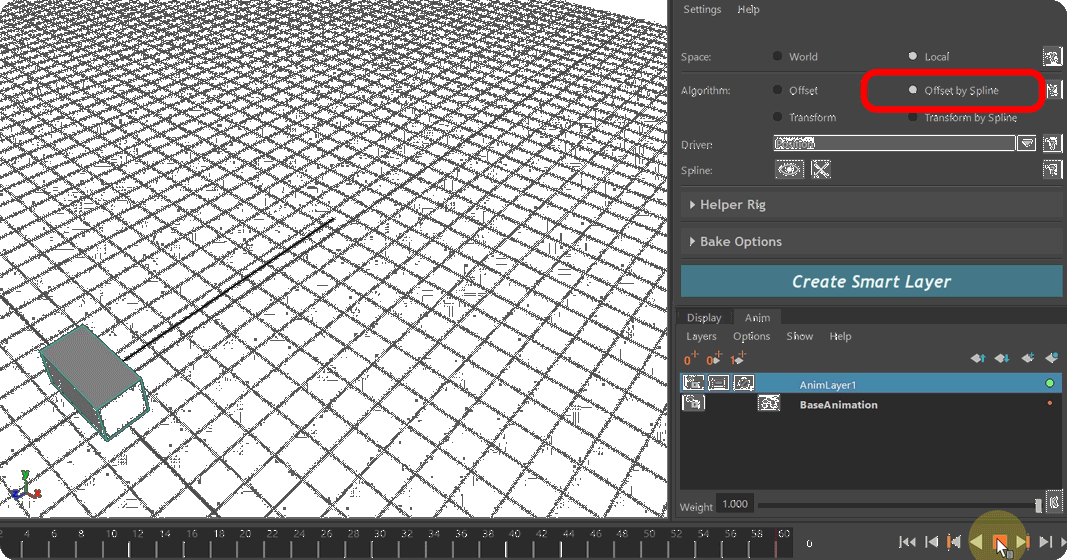 Settings Help
Space: World Local
Algorithm: Offset Offset by Spline
Transform Transform by Spline
Driver:
Spline:
Helper Rig
Bake Options
Create Smart Layer
Display Anim
Layers Options Show Help
0 0 1
AnimLayer1
BaseAnimation
Weight 1.000
y
z x
2 4 6 8 10 12 14 16 18 20 22 24 26 28 30 32 34 36 38 40 42 44 46 48 50 52 54 56 58 60 0